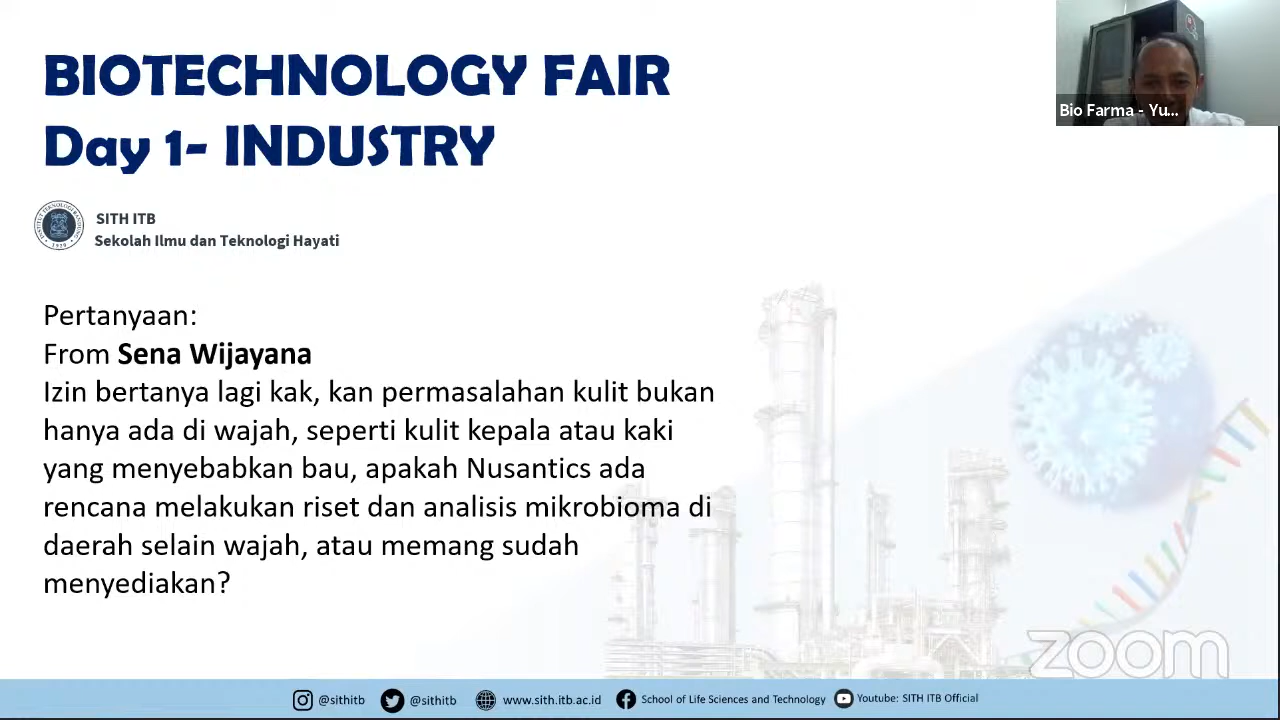 BIOTECHNOLOGY FAIR
Day 1- INDUSTRY
Bio Farma - Yu...
SITH ITB
Sekolah Ilmu dan Teknologi Hayati
Pertanyaan:
From Sena Wijayana
Izin bertanya lagi kak, kan permasalahan kulit bukan
hanya ada di wajah, seperti kulit kepala atau kaki
yang menyebabkan bau, apakah Nusantics ada
rencana melakukan riset dan analisis mikrobioma di
daerah selain wajah, atau memang sudah
menyediakan?
zoom
@sithitb @sithitb www.sith.itb.ac.id School of Life Sciences and Technology Youtube: SITH ITB Official